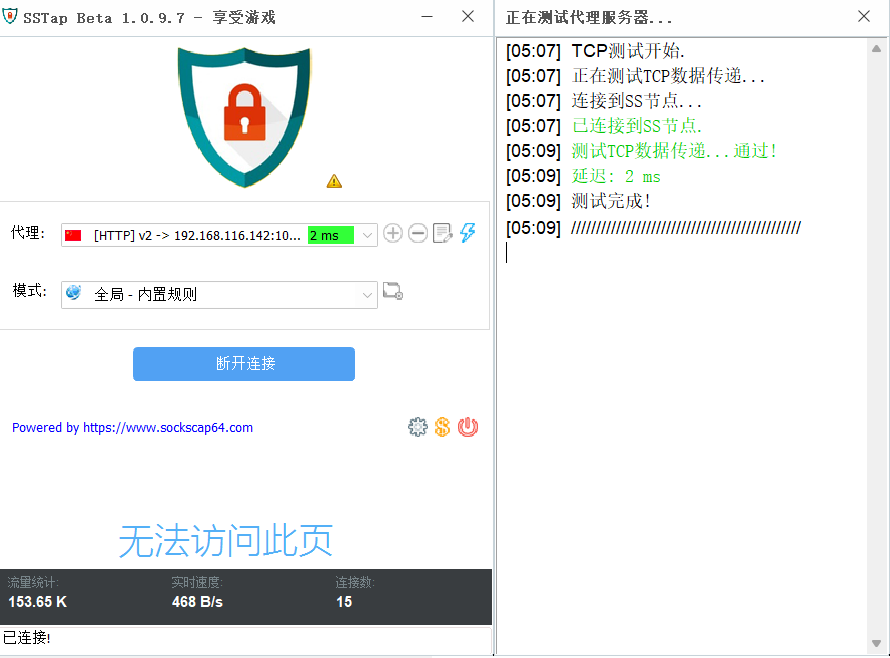 SSTap Beta 1.0.9.7 - 享受游戏
代理:
[HTTP] v2 -> 192.168.116.142:10...
2 ms
模式:
全局 - 内置规则
断开连接
Powered by https://www.sockscap64.com
无法访问此页
流量统计:
实时速度:
连接数:
153.65 K
468 B/s
15
已连接!
正在测试代理服务器...
[05:07] TCP测试开始.
[05:07] 正在测试TCP数据传递...
[05:07] 连接到SS节点...
[05:07] 已连接到SS节点.
[05:09] 测试TCP数据传递...通过!
[05:09] 延迟: 2 ms
[05:09] 测试完成!
[05:09] //////////////////////////////////////////////